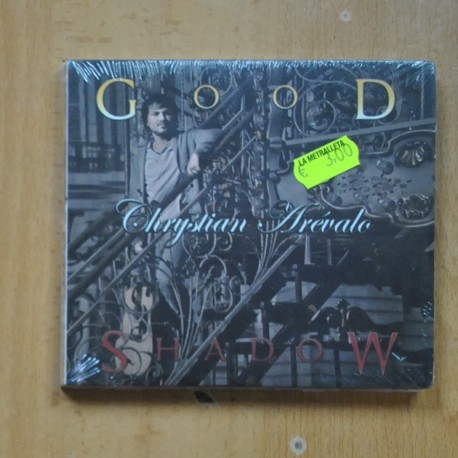 GOOD
LA METRALLETA
€ 3,00
Chrystian Arévalo
SHADOW